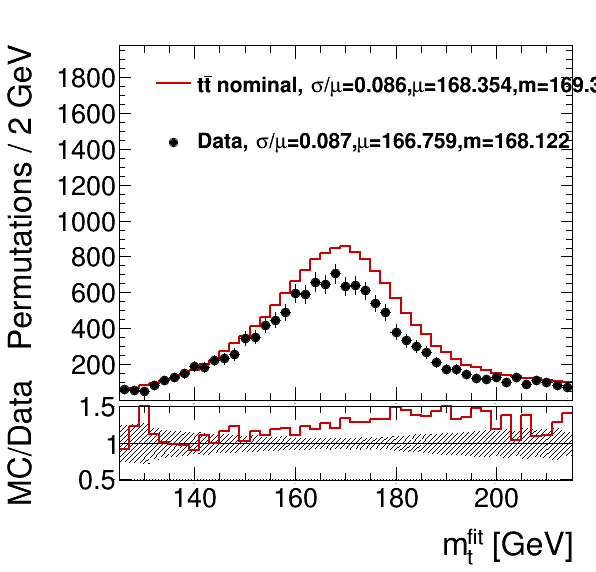 Permutations / 2 GeV
1800
1600
1400
1200
1000
800
600
400
200
tt̄ nominal, σ/μ=0.086,μ=168.354,m=169.3
Data, σ/μ=0.087,μ=166.759,m=168.122
MC/Data
1.5
1
0.5
140 160 180 200
m_t^fit [GeV]